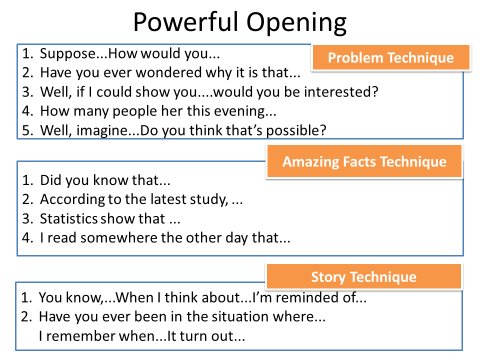 Powerful Opening
Problem Technique
1. Suppose...How would you...
2. Have you ever wondered why it is that...
3. Well, if I could show you....would you be interested?
4. How many people her this evening...
5. Well, imagine...Do you think that's possible?
Amazing Facts Technique
1. Did you know that...
2. According to the latest study, ...
3. Statistics show that ...
4. I read somewhere the other day that...
Story Technique
1. You know,...When I think about...I'm reminded of...
2. Have you ever been in the situation where...
I remember when...It turn out...